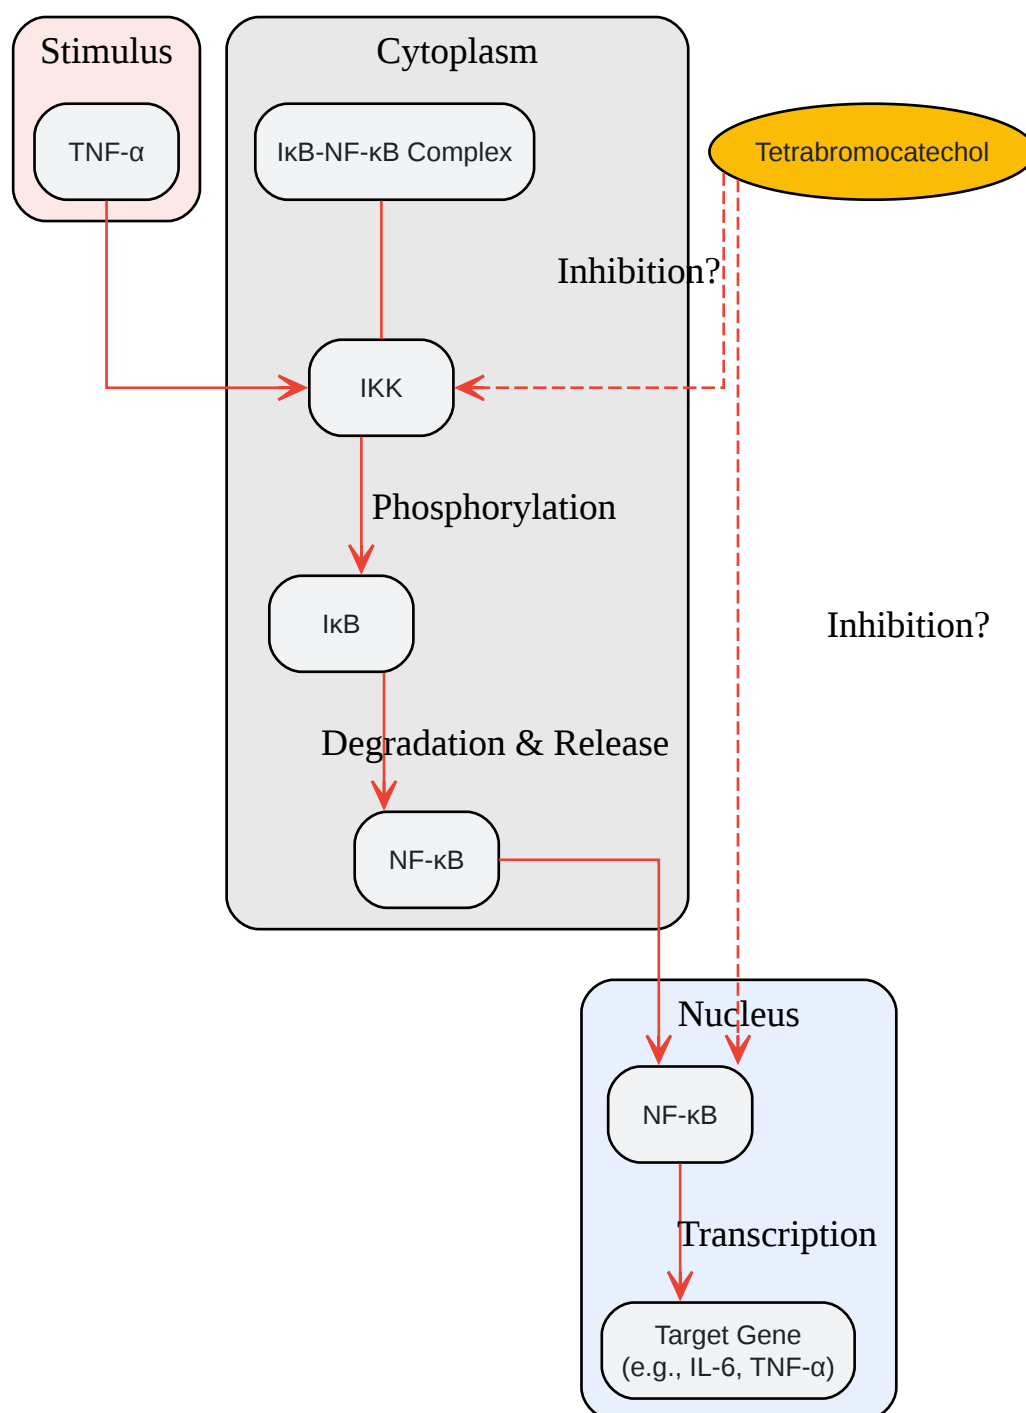 Stimulus
Cytoplasm
TNF-α
IκB-NF-κB Complex
Tetrabromocatechol
Inhibition?
IKK
Phosphorylation
IκB
Inhibition?
Degradation & Release
NF-κB
Nucleus
NF-κB
Transcription
Target Gene
(e.g., IL-6, TNF-α)